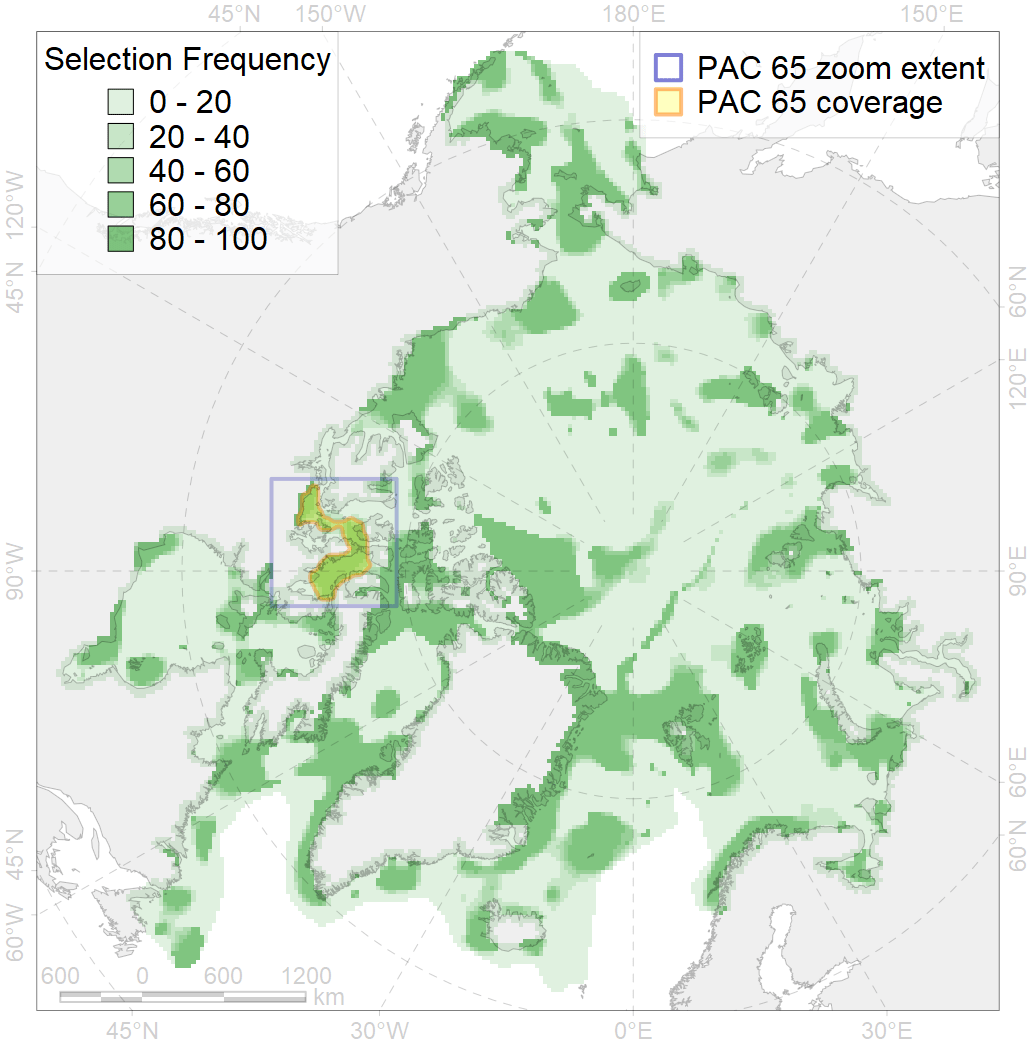 45°N 150°W 180°E 150°E
Selection Frequency
0 - 20
20 - 40
40 - 60
60 - 80
80 - 100
PAC 65 zoom extent
PAC 65 coverage
120°W
45°N
90°W
45°N
60°W
60°N
120°E
90°E
60°E
60°N
600 0 600 1200
km
45°W 30°W 0°E 30°E